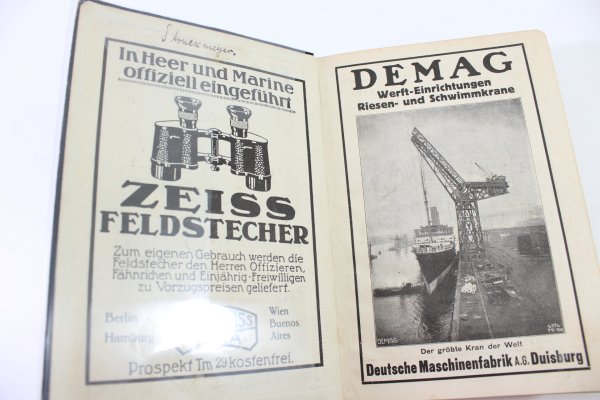 S Struckmeyer.
In Heer und Marine
offiziell eingeführt
ZEISS
FELDSTECHER
Zum eigenen Gebrauch werden die
Feldstecher den Herren Offizieren,
Fähnrichen und Einjährig-Freiwilligen
zu Vorzugspreisen geliefert.
Berlin
Hamburg
Wien
Buenos
Aires
Prospekt Tm 29 kostenfrei.
DEMAG
Werft-Einrichtungen
Riesen- und Schwimmkrane
DEMAG
Der größte Kran der Welt
Deutsche Maschinenfabrik A.G. Duisburg